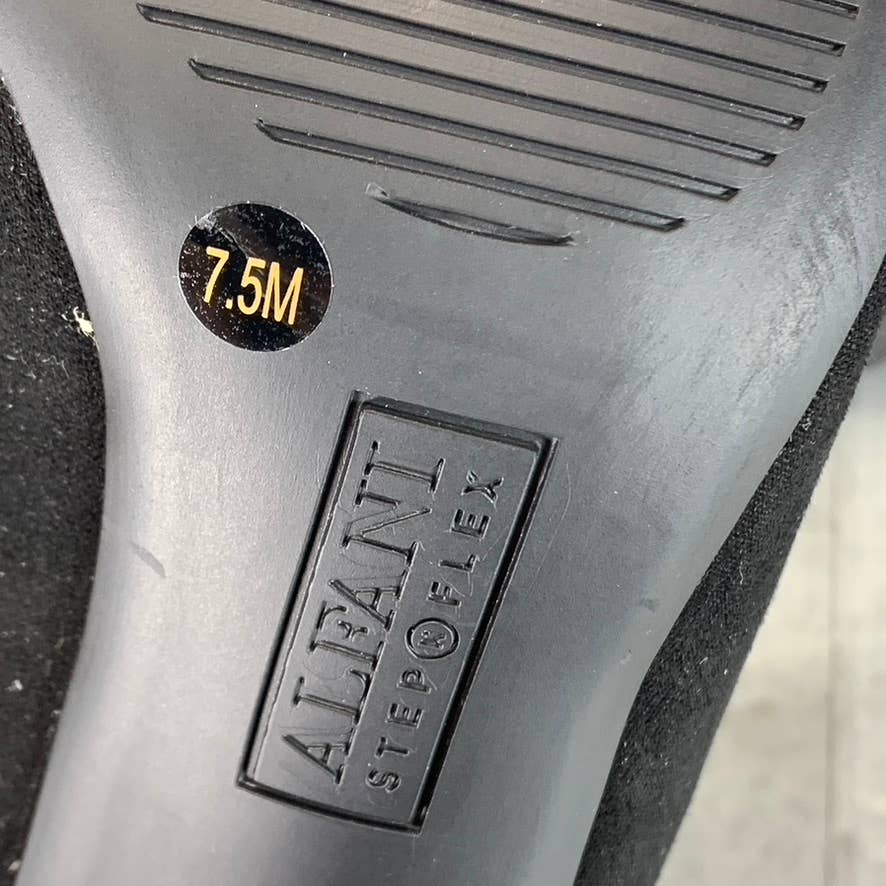 7.5M
ALFANI
STEP Ⓝ FLEX